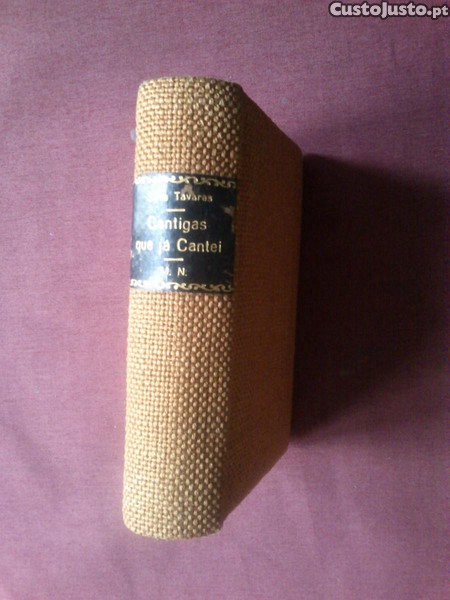 CustoJusto.pt
Tavares
Cantigas
que já Cantei
N.